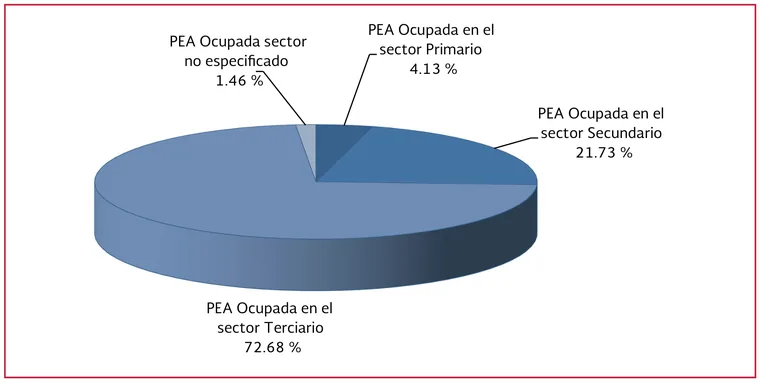 PEA Ocupada sector
no especificado
1.46 %
PEA Ocupada en el
sector Primario
4.13 %
PEA Ocupada en el
sector Secundario
21.73 %
PEA Ocupada en el
sector Terciario
72.68 %